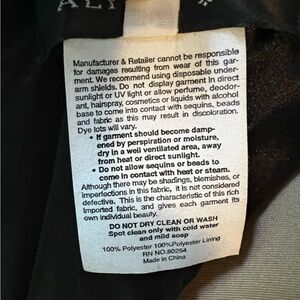 Manufacturer & Retailer cannot be responsible
for damages resulting from wear of this gar-
ment. We recommend using disposable under-
arm shields. Do not display garment in direct
sunlight or UV light or allow perfume, deodor-
ant, hairspray, cosmetics or liquids with alcohol
base to come into contact with sequins, beads
and fabric as this may result in discoloration.
Dye lots will vary.
• If garment should become damp-
ened by perspiration or moisture,
dry in a well ventilated area, away
from heat or direct sunlight.
• Do not allow sequins or beads to
come in contact with heat or steam.
Although there may be shadings, blemishes, or
imperfections in this fabric, it is not considered
defective. This is the characteristic of this rich
imported fabric, and gives each garment its
own individual beauty.
DO NOT DRY CLEAN OR WASH
Spot clean only with cold water
and mild soap
100% Polyester 100%Polyester Lining
RN NO.80254
Made in China